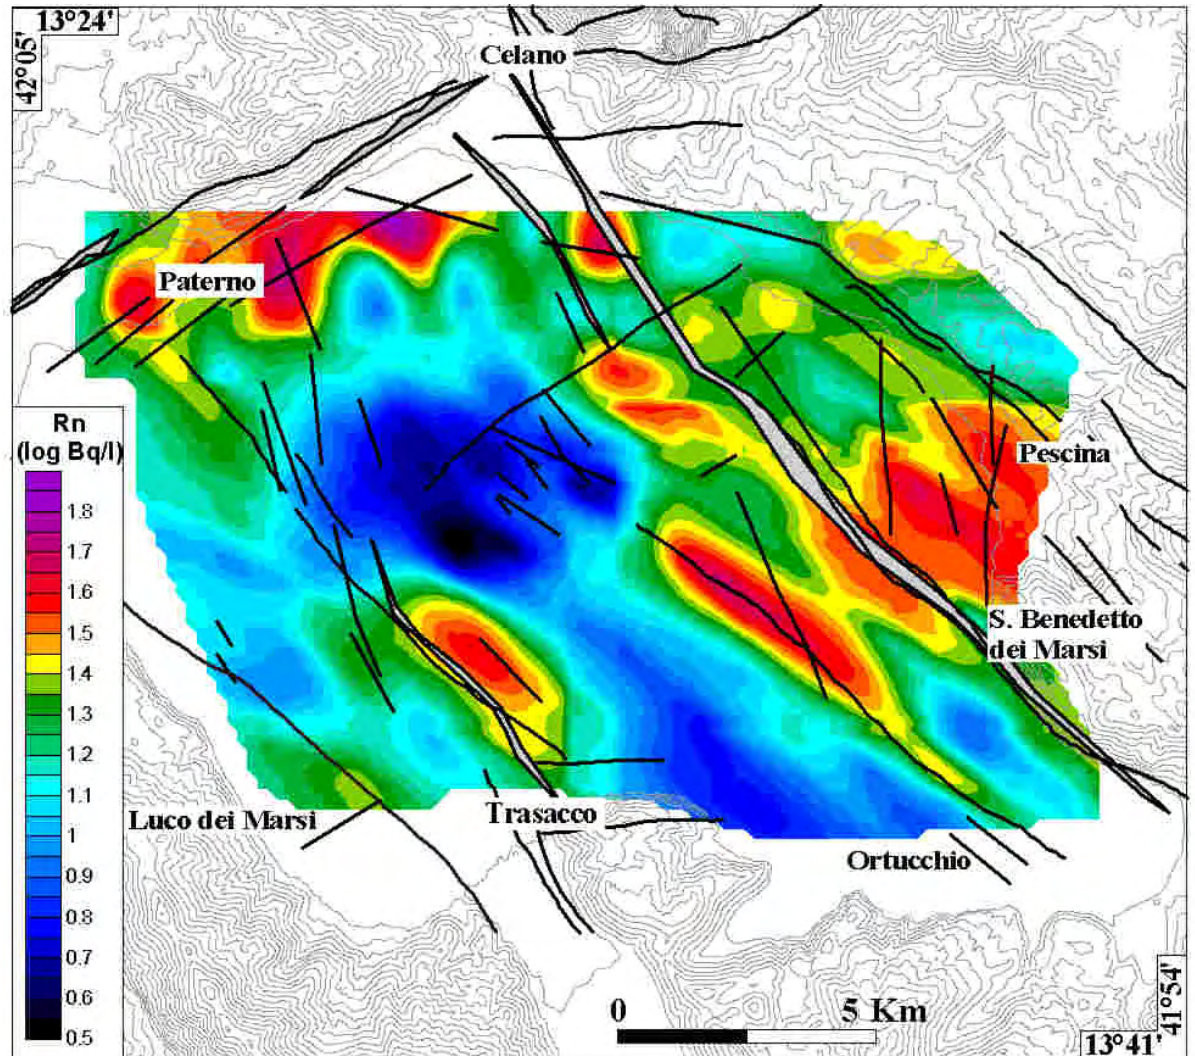 13°24'
42°05'
Celano
Paterno
Rn
(log Bq/l)
1.8
1.7
1.6
1.5
1.4
1.3
1.2
1.1
1
0.9
0.8
0.7
0.6
0.5
Pescina
S. Benedetto
dei Marsi
Luco dei Marsi
Trasacco
Ortucchio
0 5 Km
41°54'
13°41'